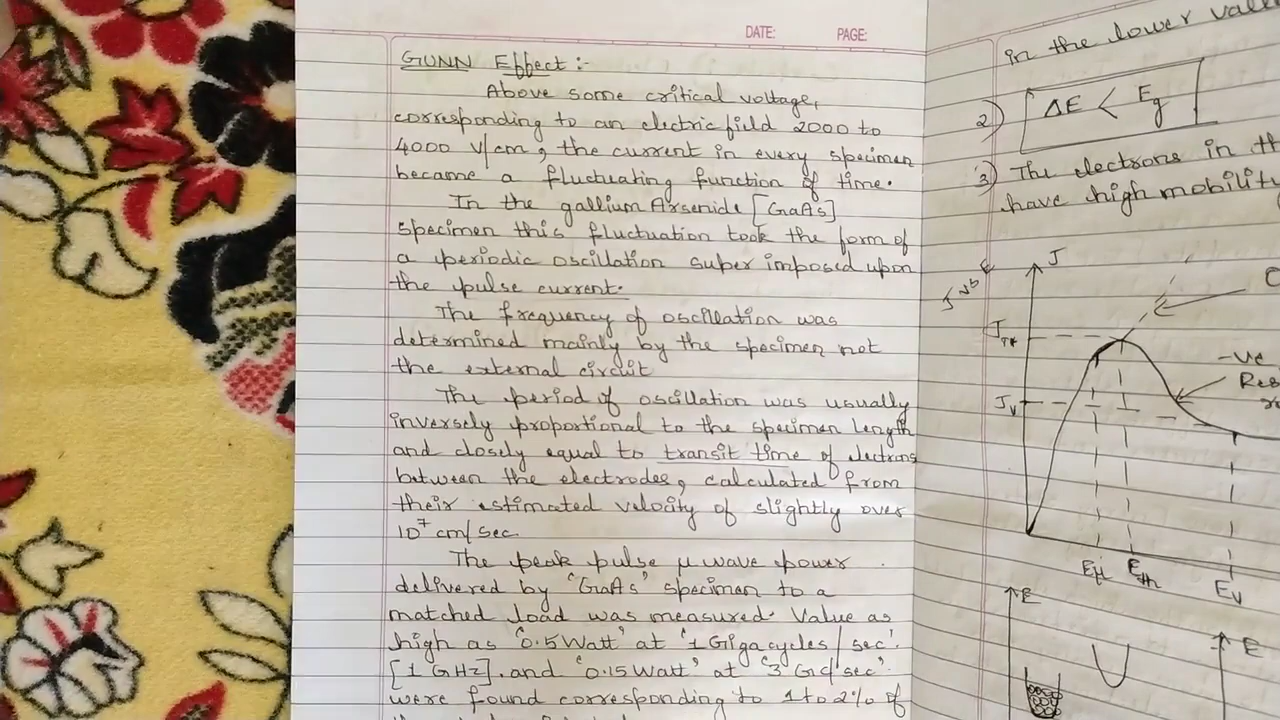 DATE: PAGE:
GUNN Effect :-
Above some critical voltage,
corresponding to an electric field 2000 to
4000 V/cm, the current in every specimen
became a fluctuating function of time.
In the gallium Arsenide [GaAs]
specimen this fluctuation took the form of
a periodic oscillation super imposed upon
the pulse current.
The frequency of oscillation was
determined mainly by the specimen not
the external circuit
The period of oscillation was usually
inversely proportional to the specimen length
and closely equal to transit time of electrons
between the electrodes, calculated from
their estimated velocity of slightly over
10⁷ cm/sec
The peak pulse μ wave power
delivered by 'GaAs' specimen to a
matched load was measured. Value as
high as '0.5 Watt' at '1 Gigacycles/sec'.
[1 GHz]. and '0.15 Watt' at '3 Gc/sec'.
were found corresponding to 1 to 2% of
in the lower
2) ΔE < Eg
3) The electrons in
have high mobility
J
J
-ve
Jv
Eth
Ev
E
E